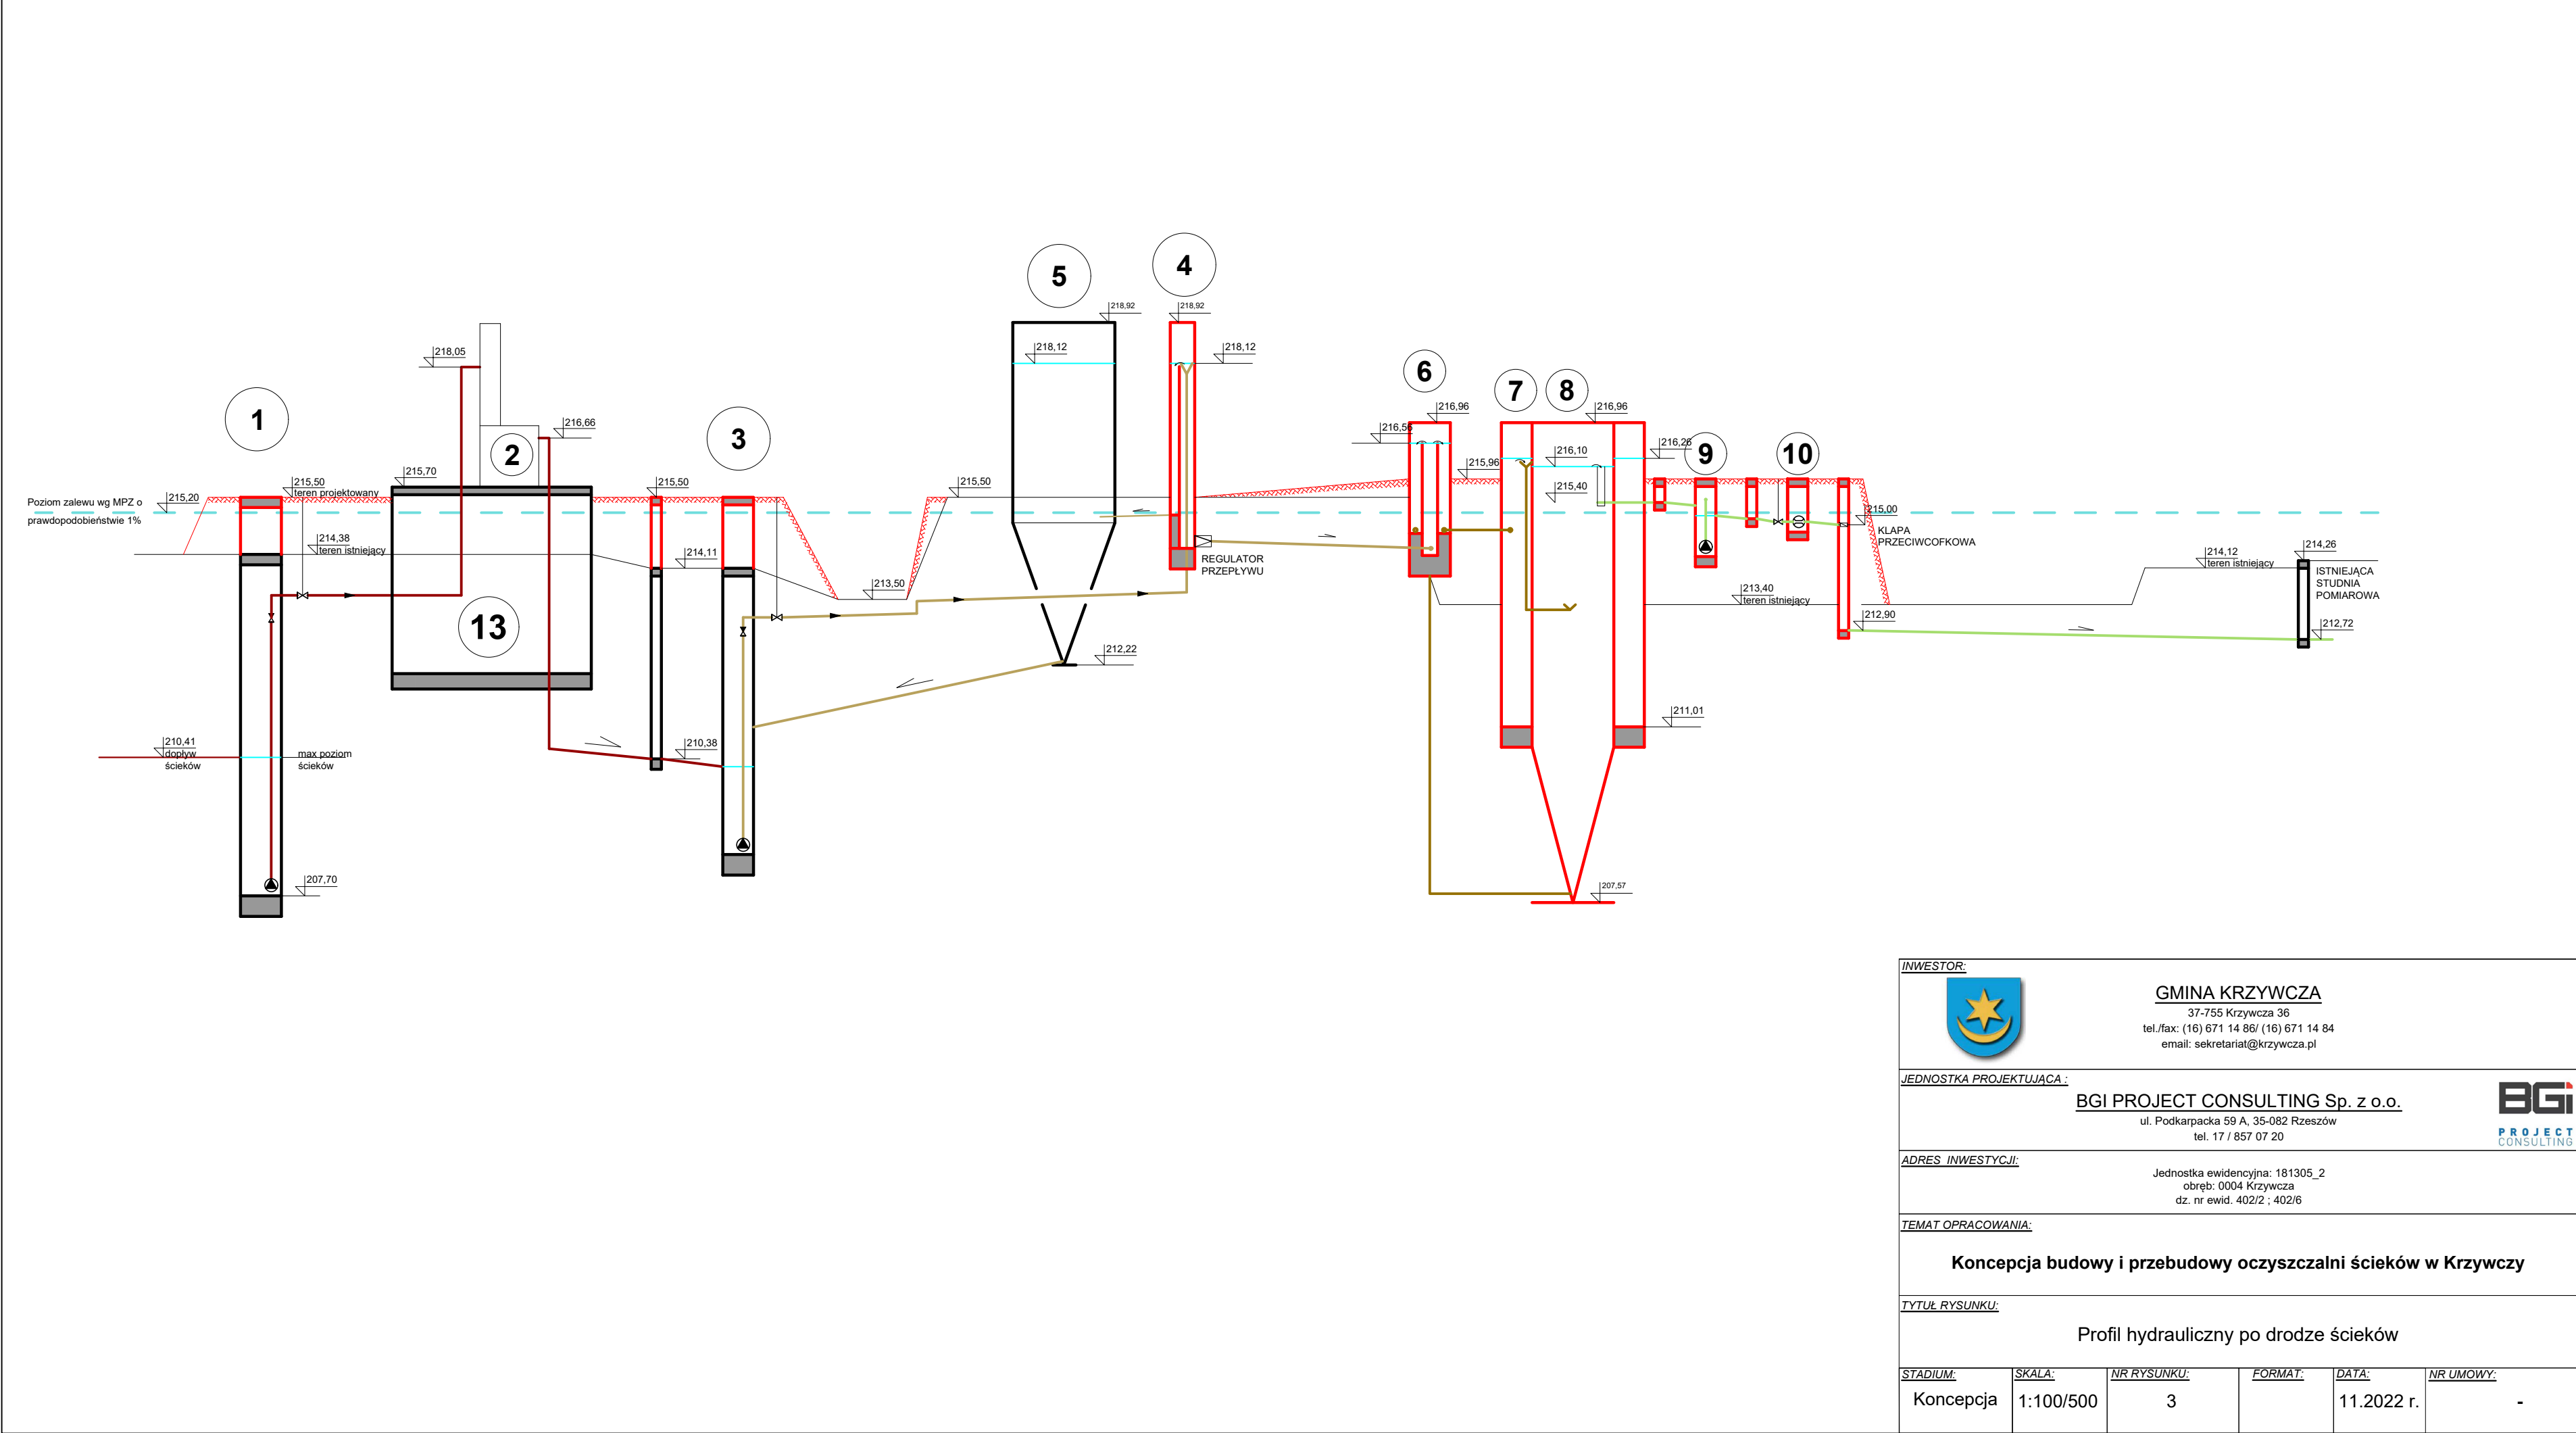 5
4
218,92
218,92
218,12
218,12
218,05
6
7
8
1
216,96
216,96
216,66
3
216,56
216,26
2
9
10
216,10
215,96
215,70
215,50
teren projektowany
215,50
215,50
215,40
Poziom zalewu wg MPZ o
prawdopodobieństwie 1%
215,20
215,00
KLAPA
PRZECIWCOFKOWA
214,38
teren istniejący
214,11
214,12
teren istniejący
214,26
REGULATOR
PRZEPŁYWU
ISTNIEJĄCA
STUDNIA
POMIAROWA
213,50
213,40
teren istniejący
13
212,90
212,72
212,22
211,01
210,41
dopływ
ścieków
max poziom
ścieków
210,38
207,70
207,57
INWESTOR:
GMINA KRZYWCZA
37-755 Krzywcza 36
tel./fax: (16) 671 14 86/ (16) 671 14 84
email: sekretariat@krzywcza.pl
JEDNOSTKA PROJEKTUJĄCA :
BGI PROJECT CONSULTING Sp. z o.o.
ul. Podkarpacka 59 A, 35-082 Rzeszów
tel. 17 / 857 07 20
BGi
PROJECT
CONSULTING
ADRES INWESTYCJI:
Jednostka ewidencyjna: 181305_2
obręb: 0004 Krzywcza
dz. nr ewid. 402/2 ; 402/6
TEMAT OPRACOWANIA:
Koncepcja budowy i przebudowy oczyszczalni ścieków w Krzywczy
TYTUŁ RYSUNKU:
Profil hydrauliczny po drodze ścieków
STADIUM: SKALA: NR RYSUNKU: FORMAT: DATA: NR UMOWY:
Koncepcja 1:100/500 3 11.2022 r. -